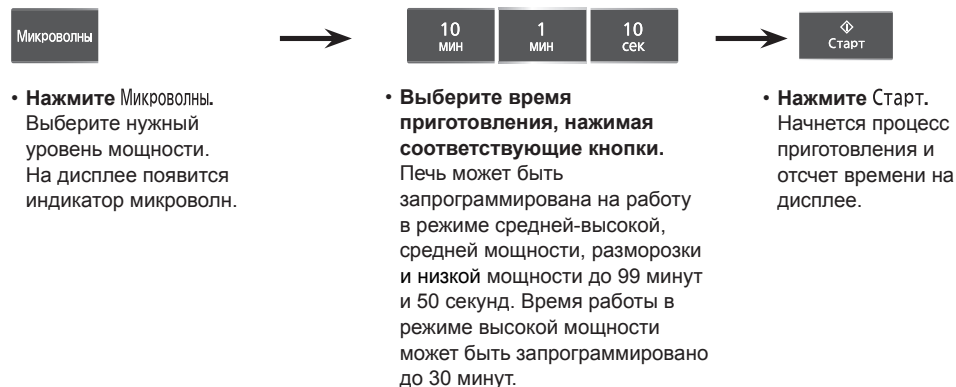 Микроволны
10 мин
1 мин
10 сек
Старт
• Нажмите Микроволны.
Выберите нужный
уровень мощности.
На дисплее появится
индикатор микроволн.
• Выберите время
приготовления, нажимая
соответствующие кнопки.
Печь может быть
запрограммирована на работу
в режиме средней-высокой,
средней мощности, разморозки
и низкой мощности до 99 минут
и 50 секунд. Время работы в
режиме высокой мощности
может быть запрограммировано
до 30 минут.
• Нажмите Старт.
Начнется процесс
приготовления и
отсчет времени на
дисплее.